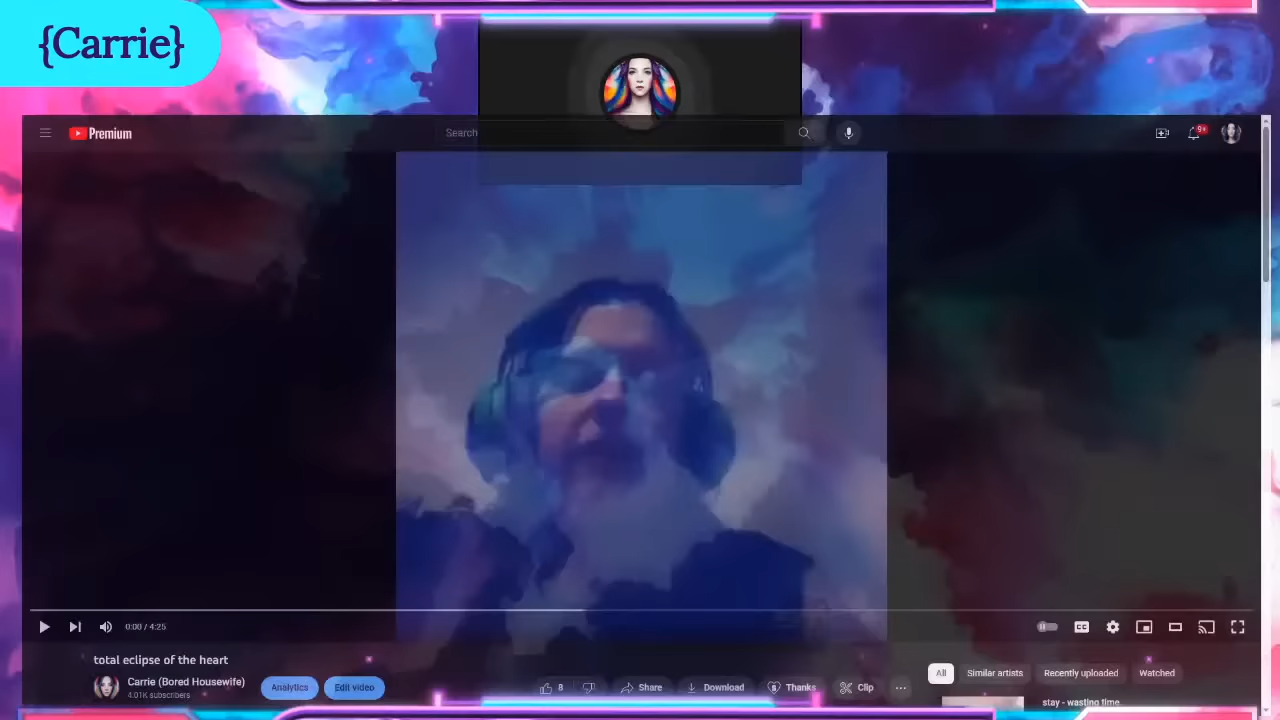 {Carrie}
Premium
Search
9+
0:00 / 4:25
CC
total eclipse of the heart
Carrie (Bored Housewife)
4.01K subscribers
Analytics
Edit video
8
Share
Download
Thanks
Clip
All
Similar artists
Recently uploaded
Watched
stay - wasting time